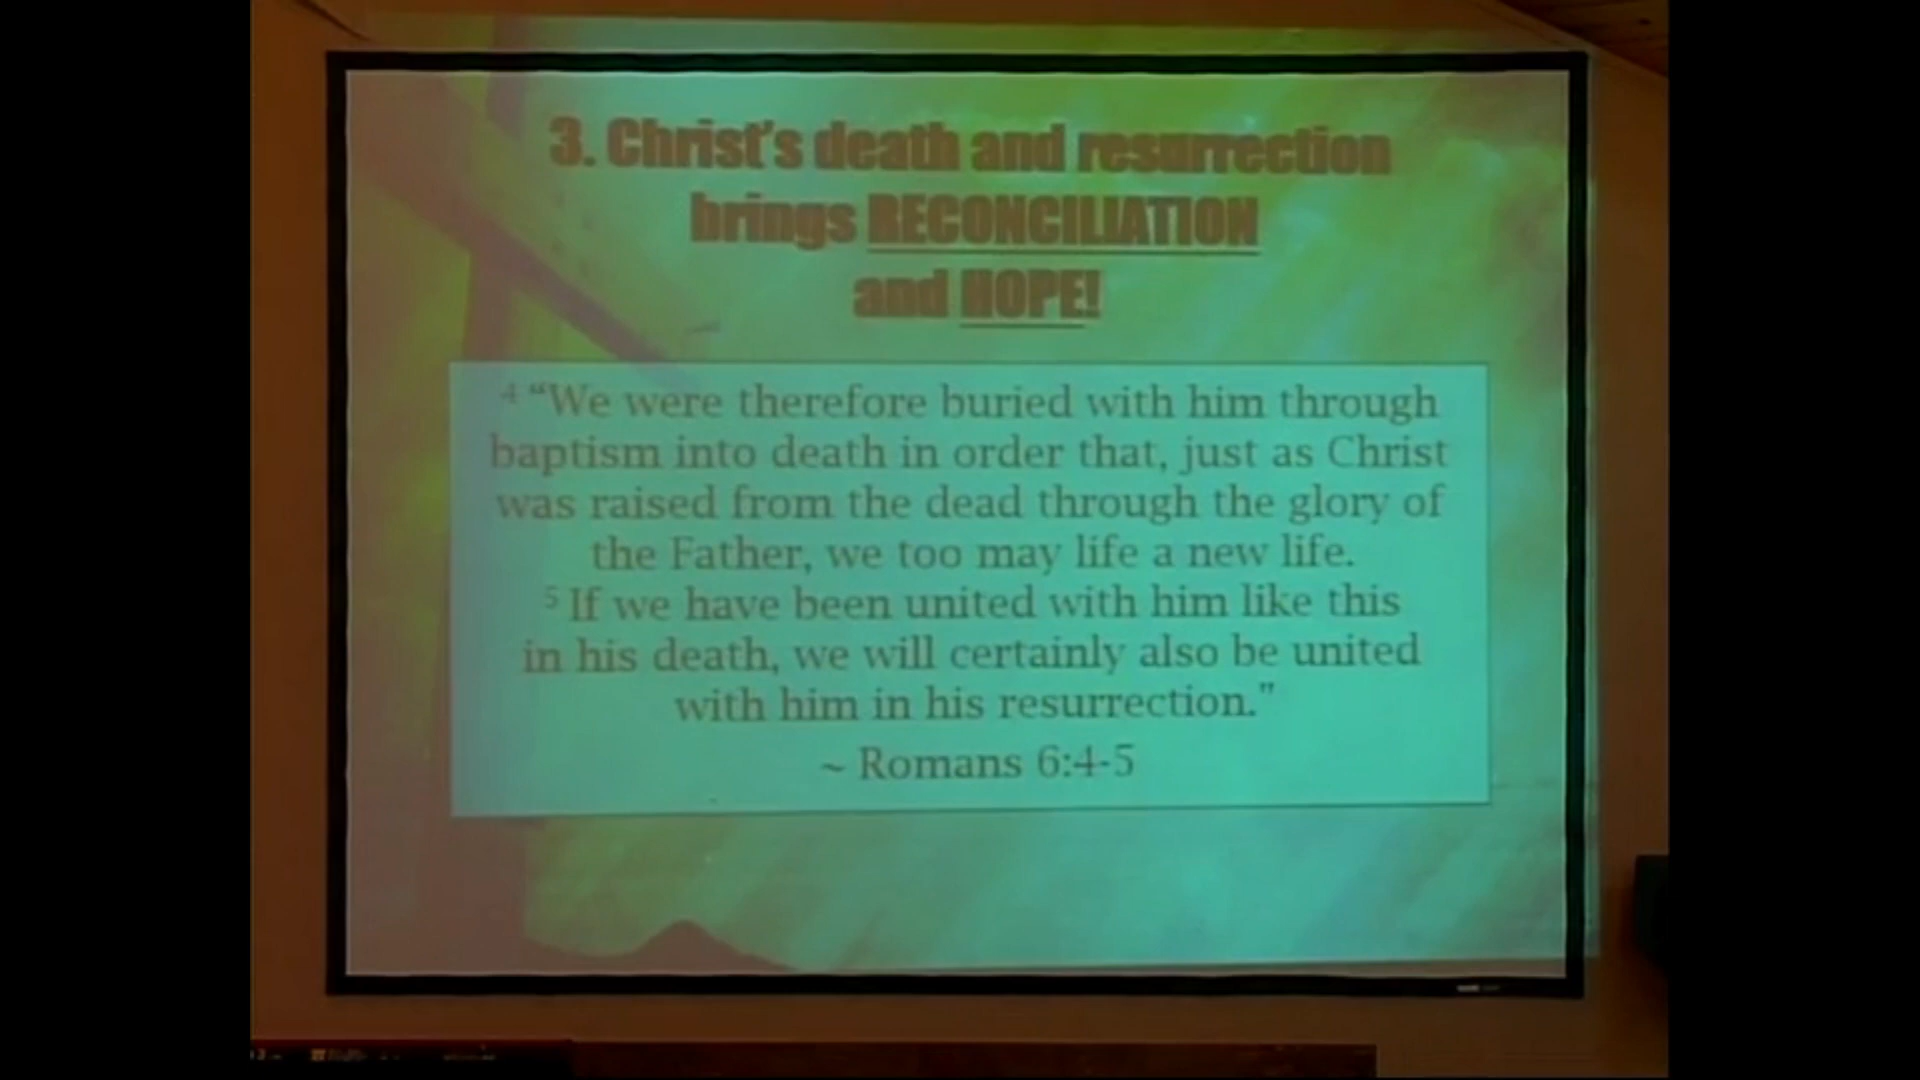 3. Christ's death and resurrection
brings RECONCILIATION
and HOPE!
4 “We were therefore buried with him through
baptism into death in order that, just as Christ
was raised from the dead through the glory of
the Father, we too may life a new life.
5 If we have been united with him like this
in his death, we will certainly also be united
with him in his resurrection."
~ Romans 6:4-5